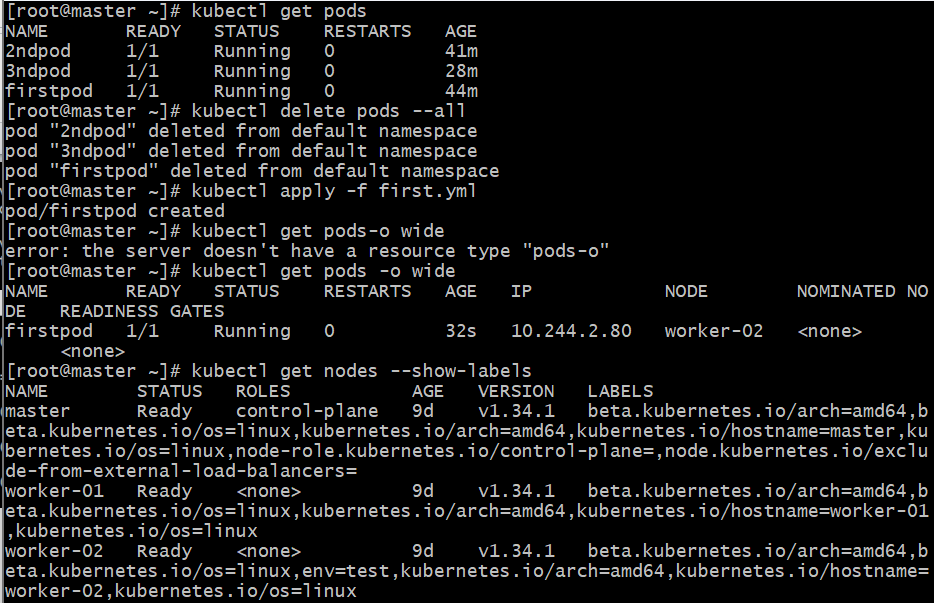 [root@master ~]# kubectl get pods
NAME       READY   STATUS    RESTARTS   AGE
2ndpod     1/1     Running   0          41m
3ndpod     1/1     Running   0          28m
firstpod   1/1     Running   0          44m
[root@master ~]# kubectl delete pods --all
pod "2ndpod" deleted from default namespace
pod "3ndpod" deleted from default namespace
pod "firstpod" deleted from default namespace
[root@master ~]# kubectl apply -f first.yml
pod/firstpod created
[root@master ~]# kubectl get pods-o wide
error: the server doesn't have a resource type "pods-o"
[root@master ~]# kubectl get pods -o wide
NAME       READY   STATUS    RESTARTS   AGE   IP            NODE        NOMINATED NO
DE   READINESS GATES
firstpod   1/1     Running   0          32s   10.244.2.80   worker-02   <none>
     <none>
[root@master ~]# kubectl get nodes --show-labels
NAME        STATUS   ROLES           AGE   VERSION   LABELS
master      Ready    control-plane   9d    v1.34.1   beta.kubernetes.io/arch=amd64,b
eta.kubernetes.io/os=linux,kubernetes.io/arch=amd64,kubernetes.io/hostname=master,ku
bernetes.io/os=linux,node-role.kubernetes.io/control-plane=,node.kubernetes.io/exclu
de-from-external-load-balancers=
worker-01   Ready    <none>          9d    v1.34.1   beta.kubernetes.io/arch=amd64,b
eta.kubernetes.io/os=linux,kubernetes.io/arch=amd64,kubernetes.io/hostname=worker-01
,kubernetes.io/os=linux
worker-02   Ready    <none>          9d    v1.34.1   beta.kubernetes.io/arch=amd64,b
eta.kubernetes.io/os=linux,env=test,kubernetes.io/arch=amd64,kubernetes.io/hostname=
worker-02,kubernetes.io/os=linux